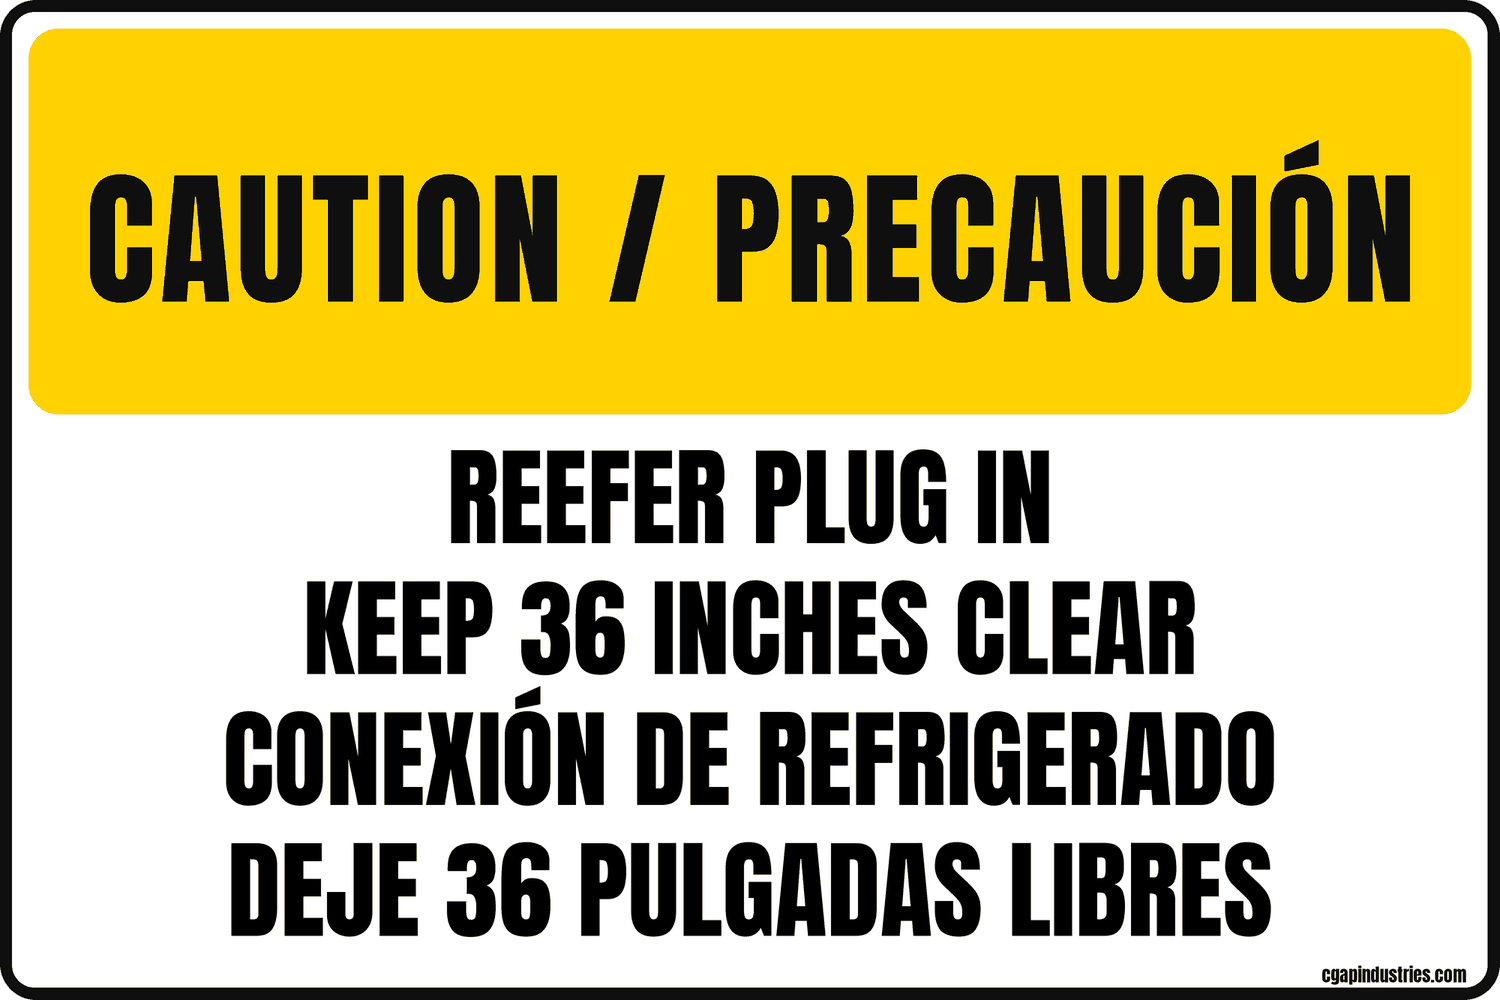 CAUTION / PRECAUCIÓN
REEFER PLUG IN
KEEP 36 INCHES CLEAR
CONEXIÓN DE REFRIGERADO
DEJE 36 PULGADAS LIBRES
cgapindustries.com